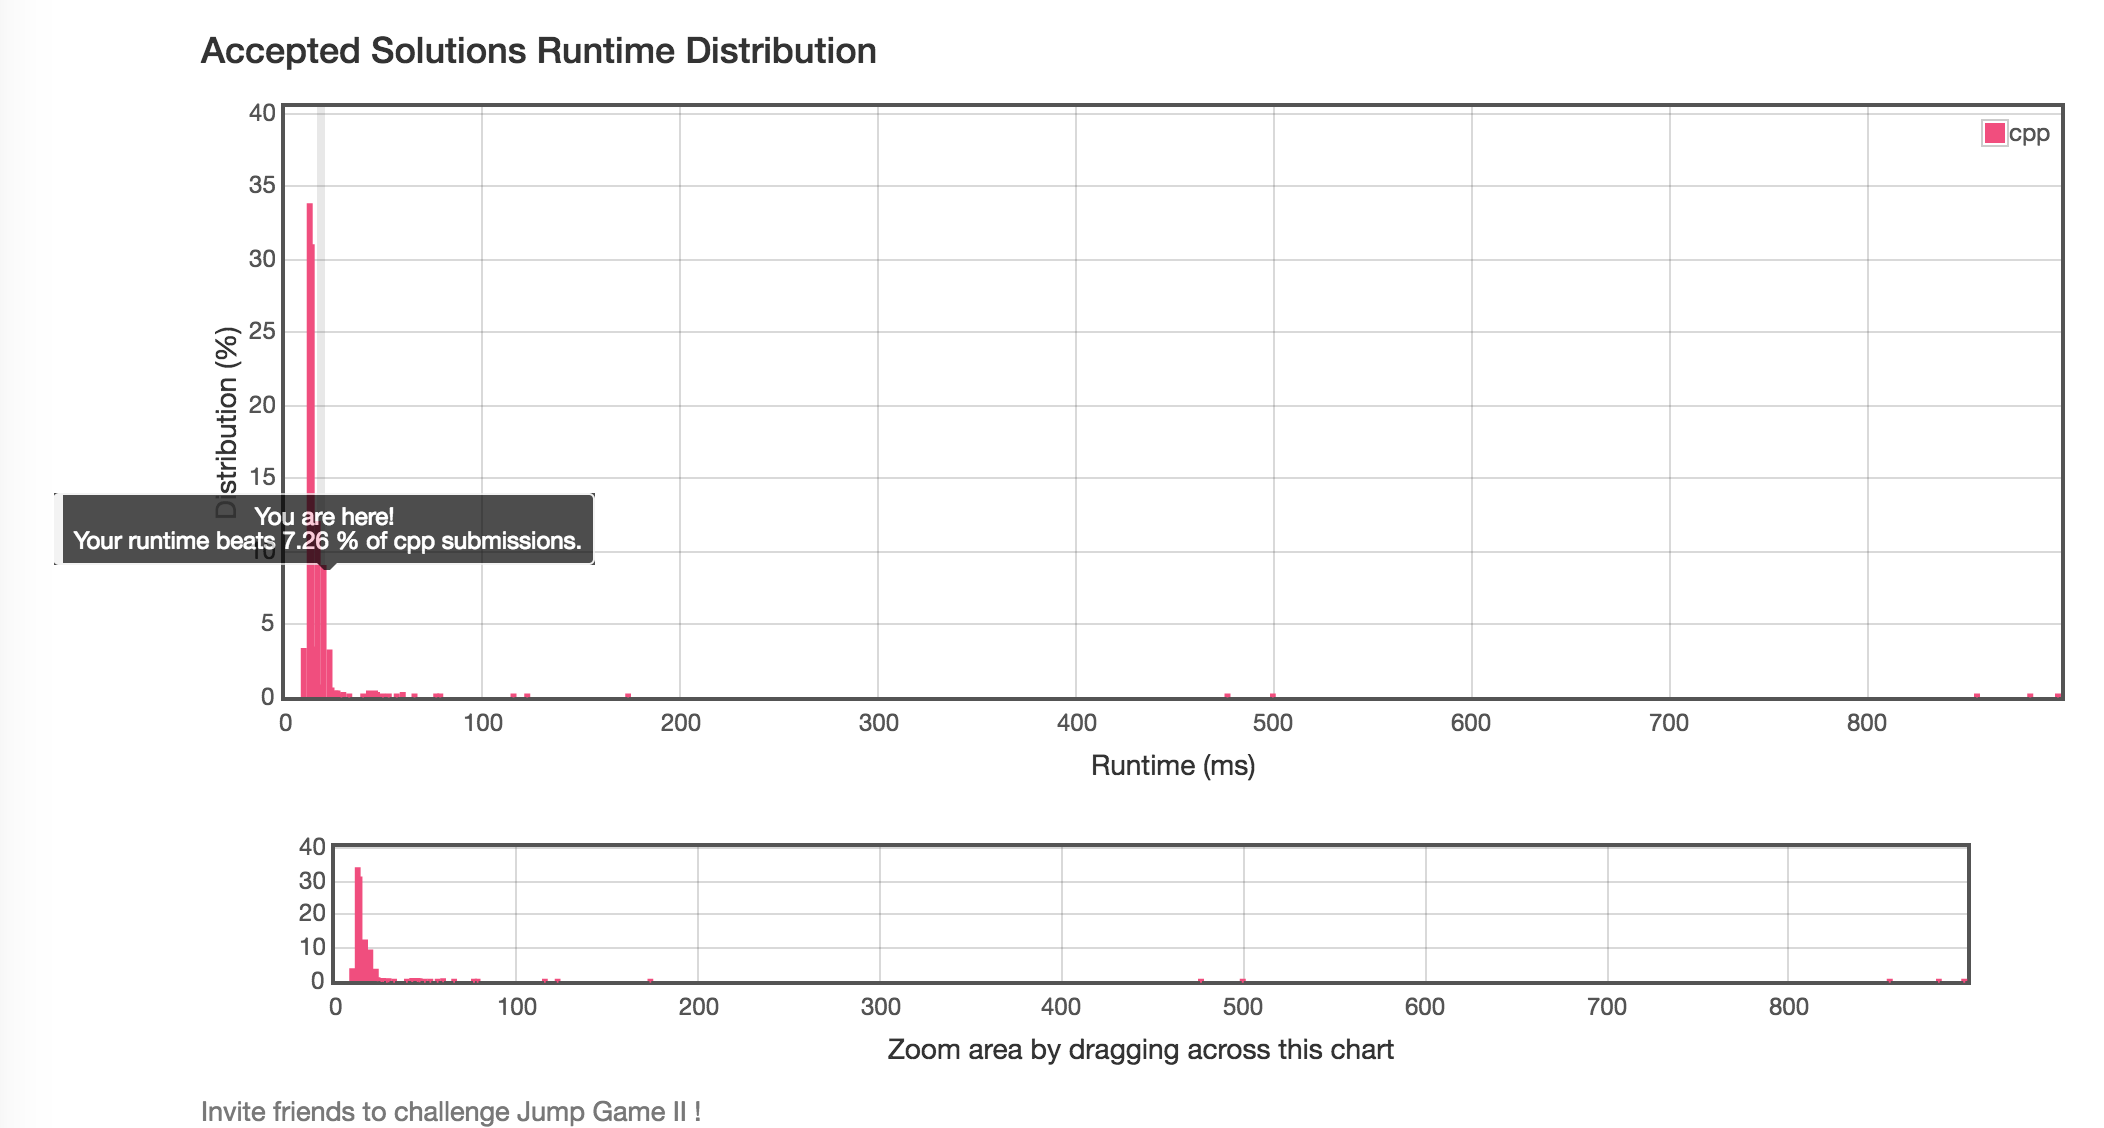 Accepted Solutions Runtime Distribution
40
cpp
35
30
25
20
15
10
5
0
Distribution (%)
You are here!
Your runtime beats 7.26 % of cpp submissions.
0 100 200 300 400 500 600 700 800
Runtime (ms)
40
30
20
10
0
0 100 200 300 400 500 600 700 800
Zoom area by dragging across this chart
Invite friends to challenge Jump Game II !